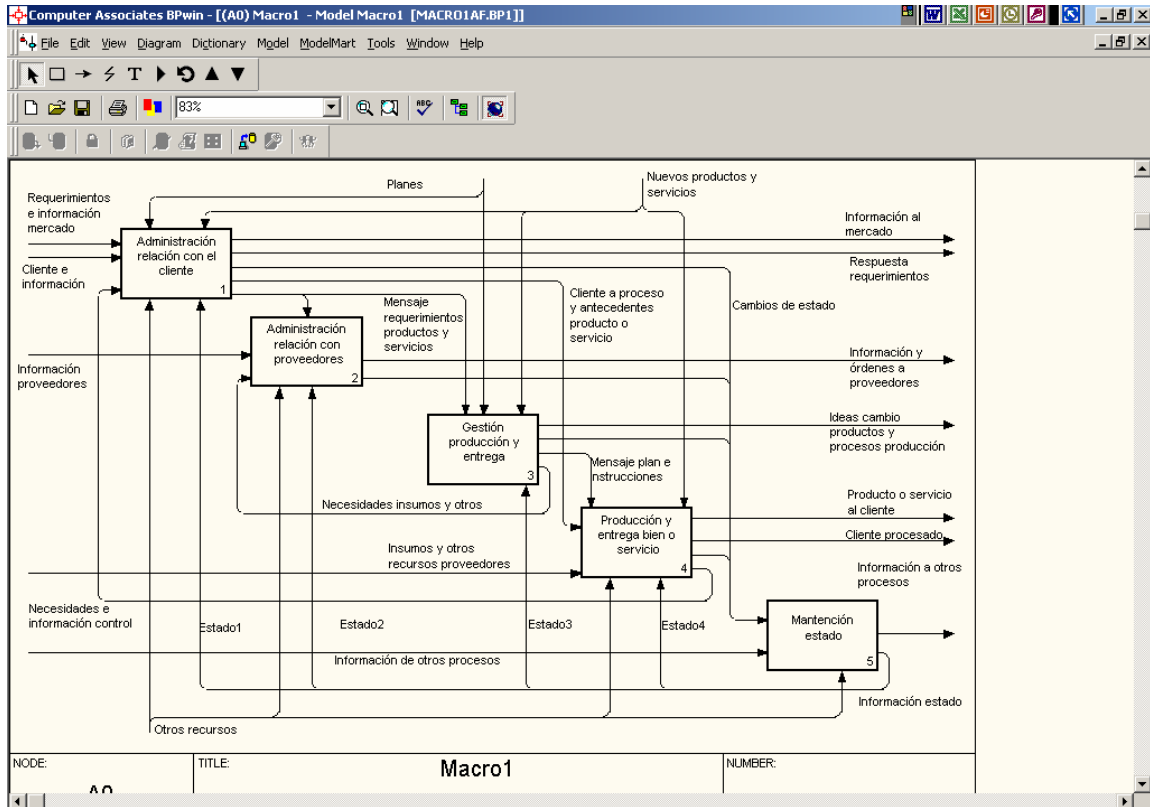 Computer Associates BPwin - [(A0) Macro1 - Model Macro1 [MACRO1AF.BP1]]
File Edit View Diagram Dictionary Model ModelMart Tools Window Help
83%
Planes
Nuevos productos y
servicios
Requerimientos
e información
mercado
Información al
mercado
Administración
relación con el
cliente
1
Respuesta
requerimientos
Cliente e
información
Mensaje
requerimientos
productos y
servicios
Cliente a proceso
y antecedentes
producto o
servicio
Cambios de estado
Administración
relación con
proveedores
2
Información
proveedores
Información y
órdenes a
proveedores
Gestión
producción y
entrega
3
Ideas cambio
productos y
procesos producción
Mensaje plan e
nstrucciones
Necesidades insumos y otros
Producto o servicio
al cliente
Producción y
entrega bien o
servicio
4
Cliente procesado
Insumos y otros
recursos proveedores
Información a otros
procesos
Necesidades e
información control
Estado1
Estado2
Estado3
Estado4
Mantención
estado
5
Información de otros procesos
Información estado
Otros recursos
NODE:
TITLE:
NUMBER:
Macro1
A0